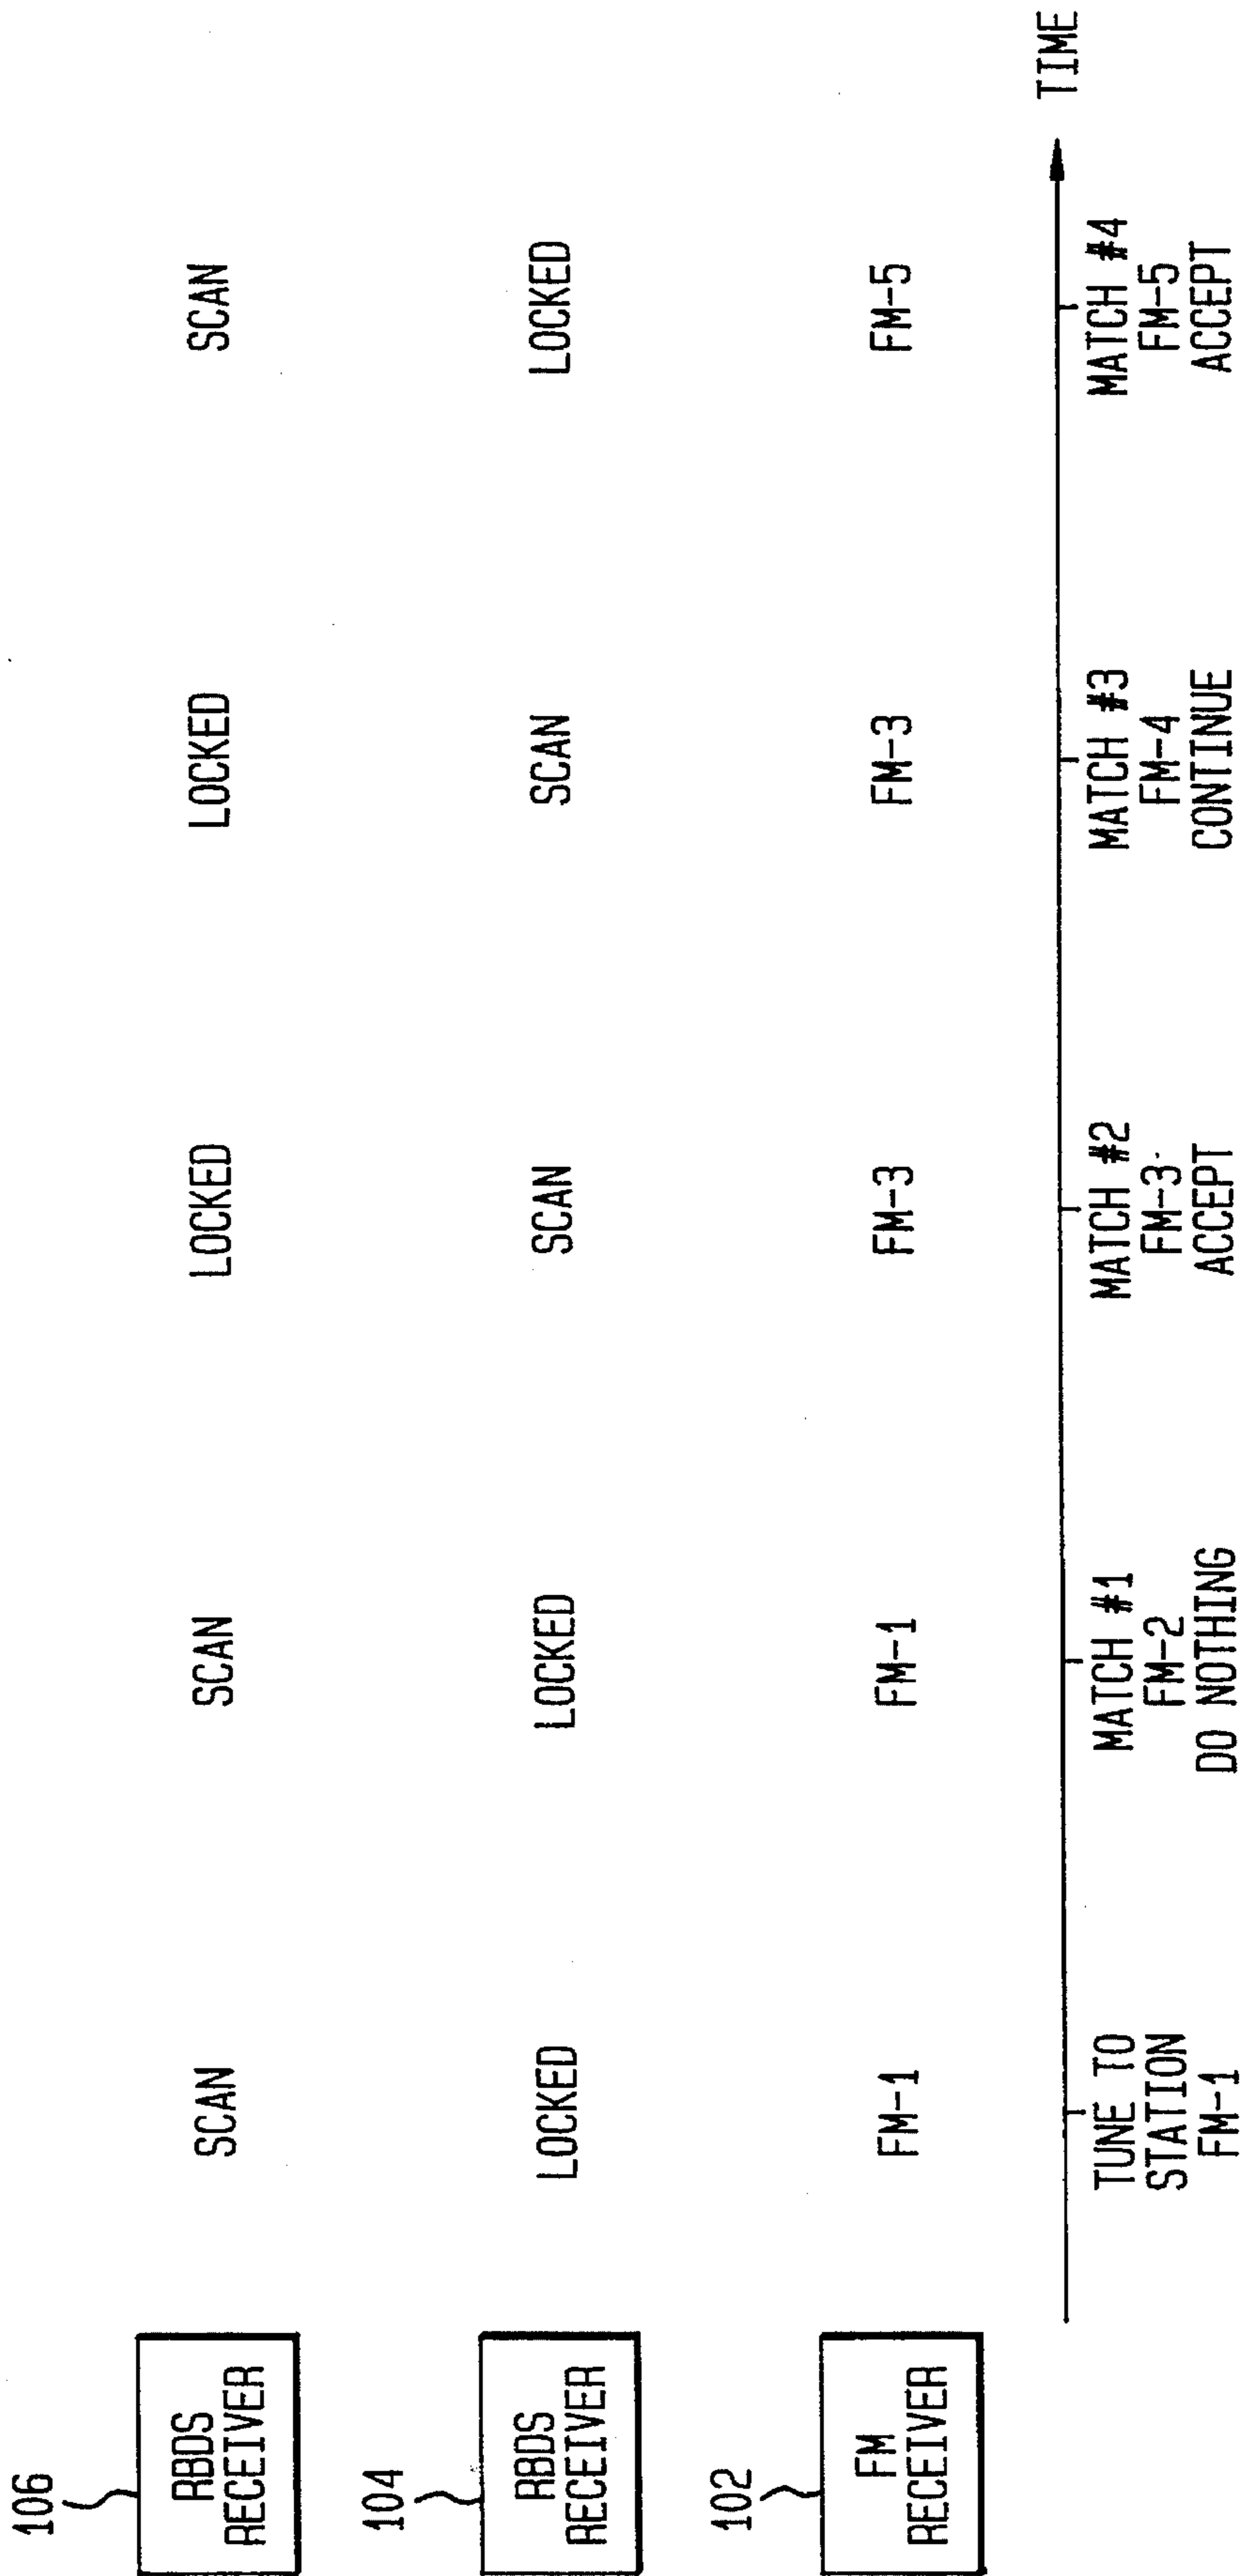 106
RBDS
RECEIVER
SCAN
SCAN
LOCKED
LOCKED
SCAN
104
RBDS
RECEIVER
LOCKED
LOCKED
SCAN
SCAN
LOCKED
102
FM
RECEIVER
FM-1
FM-1
FM-3
FM-3
FM-5
TIME
TUNE TO
STATION
FM-1
MATCH #1
FM-2
DO NOTHING
MATCH #2
FM-3
ACCEPT
MATCH #3
FM-4
CONTINUE
MATCH #4
FM-5
ACCEPT